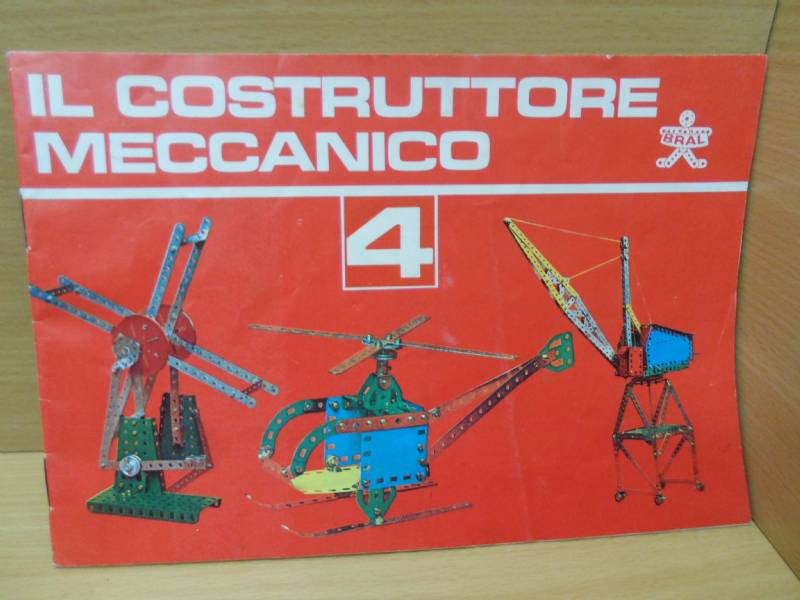 IL COSTRUTTORE
MECCANICO
BRAL
4